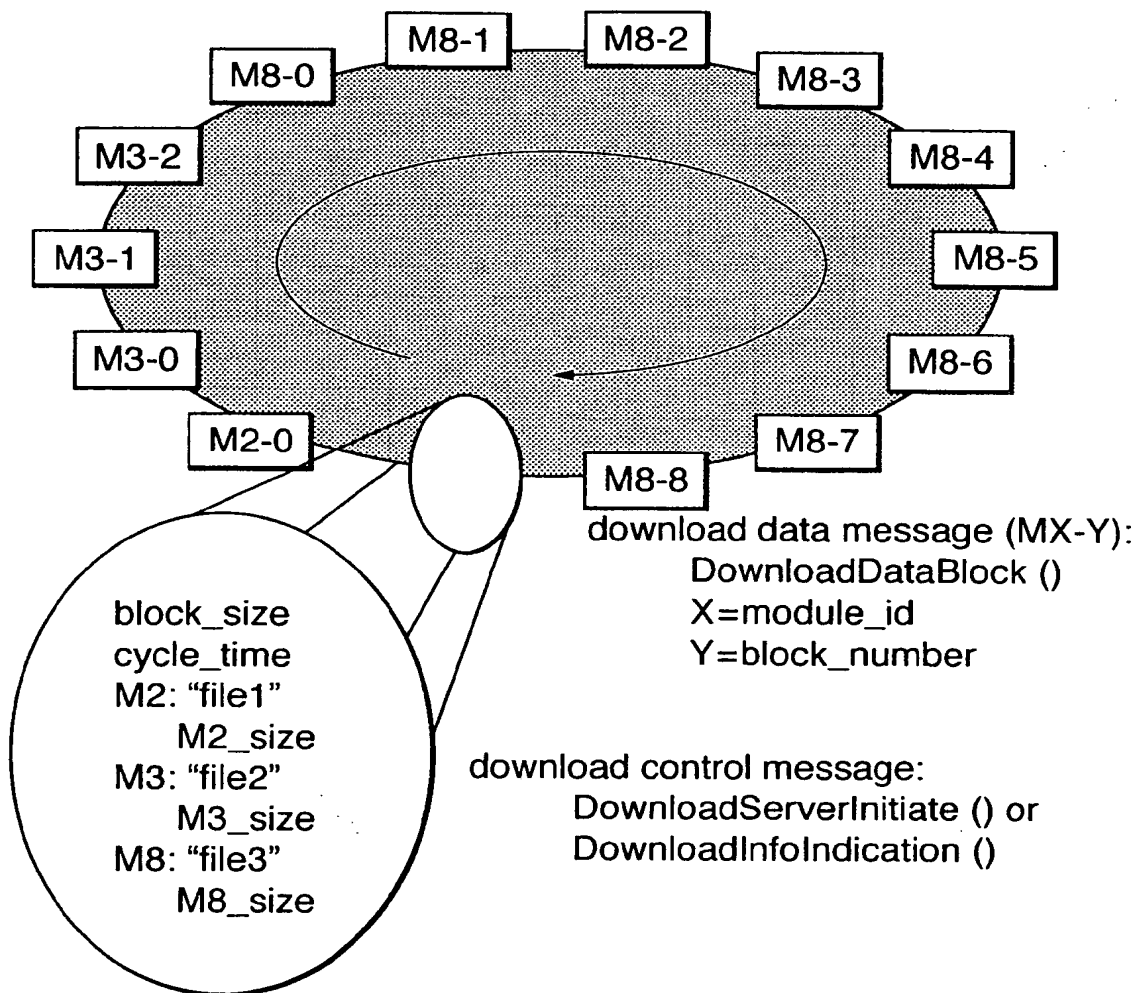 M8-1
M8-2
M8-0
M8-3
M3-2
M8-4
M3-1
M8-5
M3-0
M8-6
M2-0
M8-7
M8-8
download data message (MX-Y):
DownloadDataBlock ()
X=module_id
Y=block_number
block_size
cycle_time
M2: “file1”
M2_size
M3: “file2”
M3_size
M8: “file3”
M8_size
download control message:
DownloadServerInitiate () or
DownloadInfoIndication ()